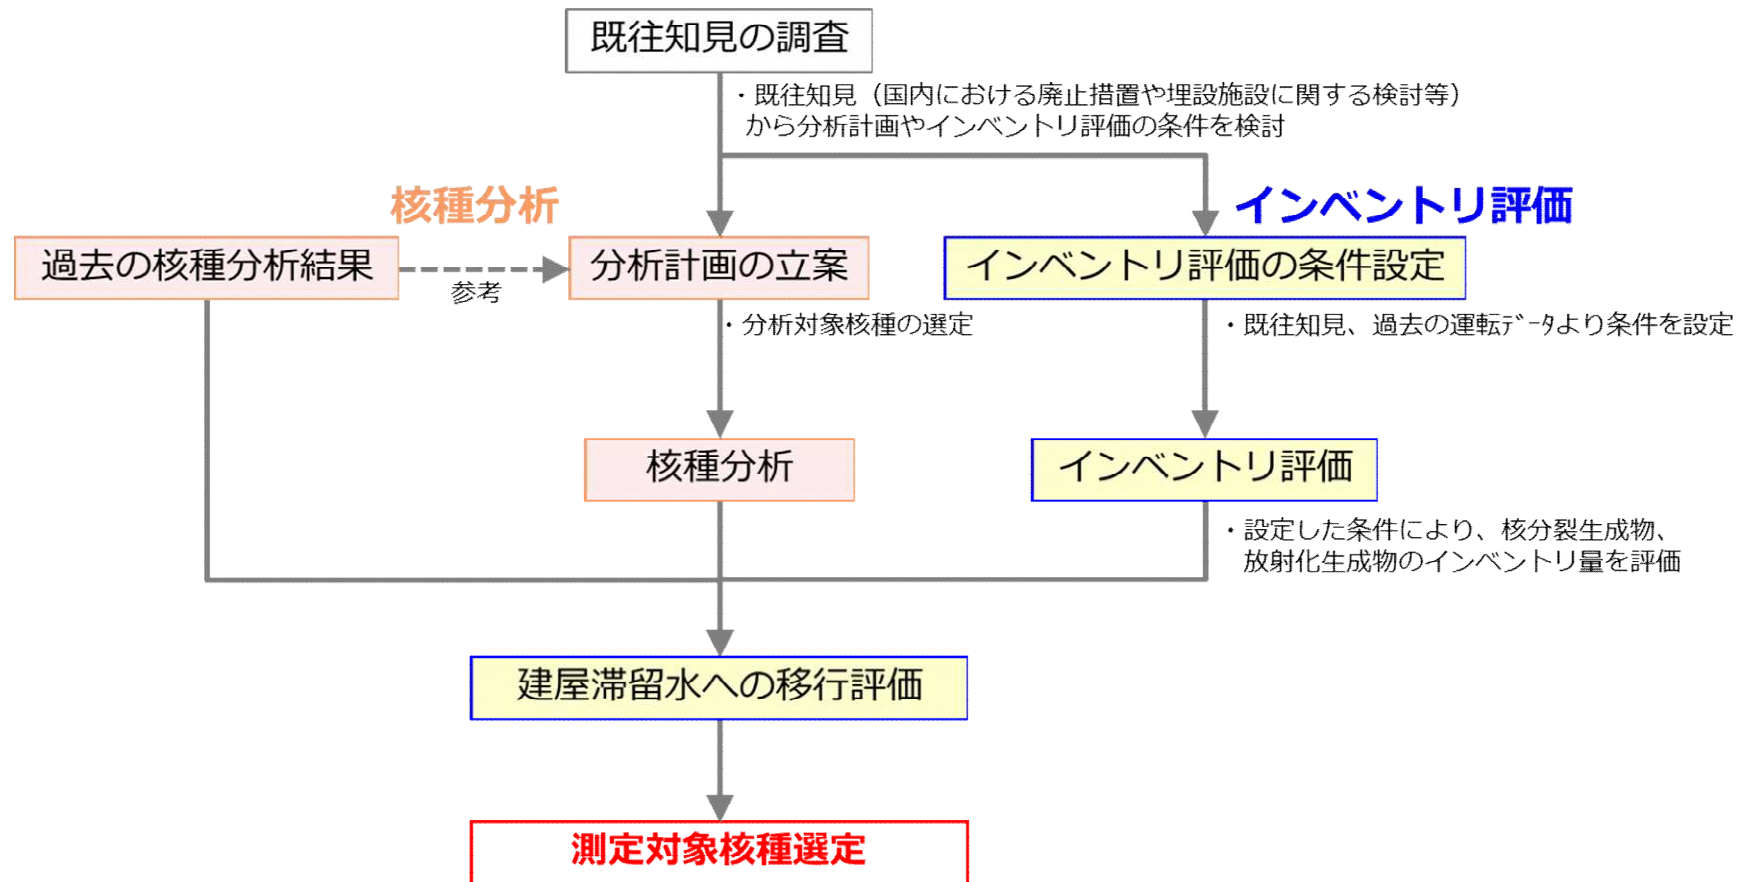 既往知見の調査
・既往知見（国内における廃止措置や埋設施設に関する検討等）
から分析計画やインベントリ評価の条件を検討
核種分析
インベントリ評価
過去の核種分析結果
参考
分析計画の立案
インベントリ評価の条件設定
・分析対象核種の選定
・既往知見、過去の運転ﾃﾞｰﾀより条件を設定
核種分析
インベントリ評価
・設定した条件により、核分裂生成物、
放射化生成物のインベントリ量を評価
建屋滞留水への移行評価
測定対象核種選定